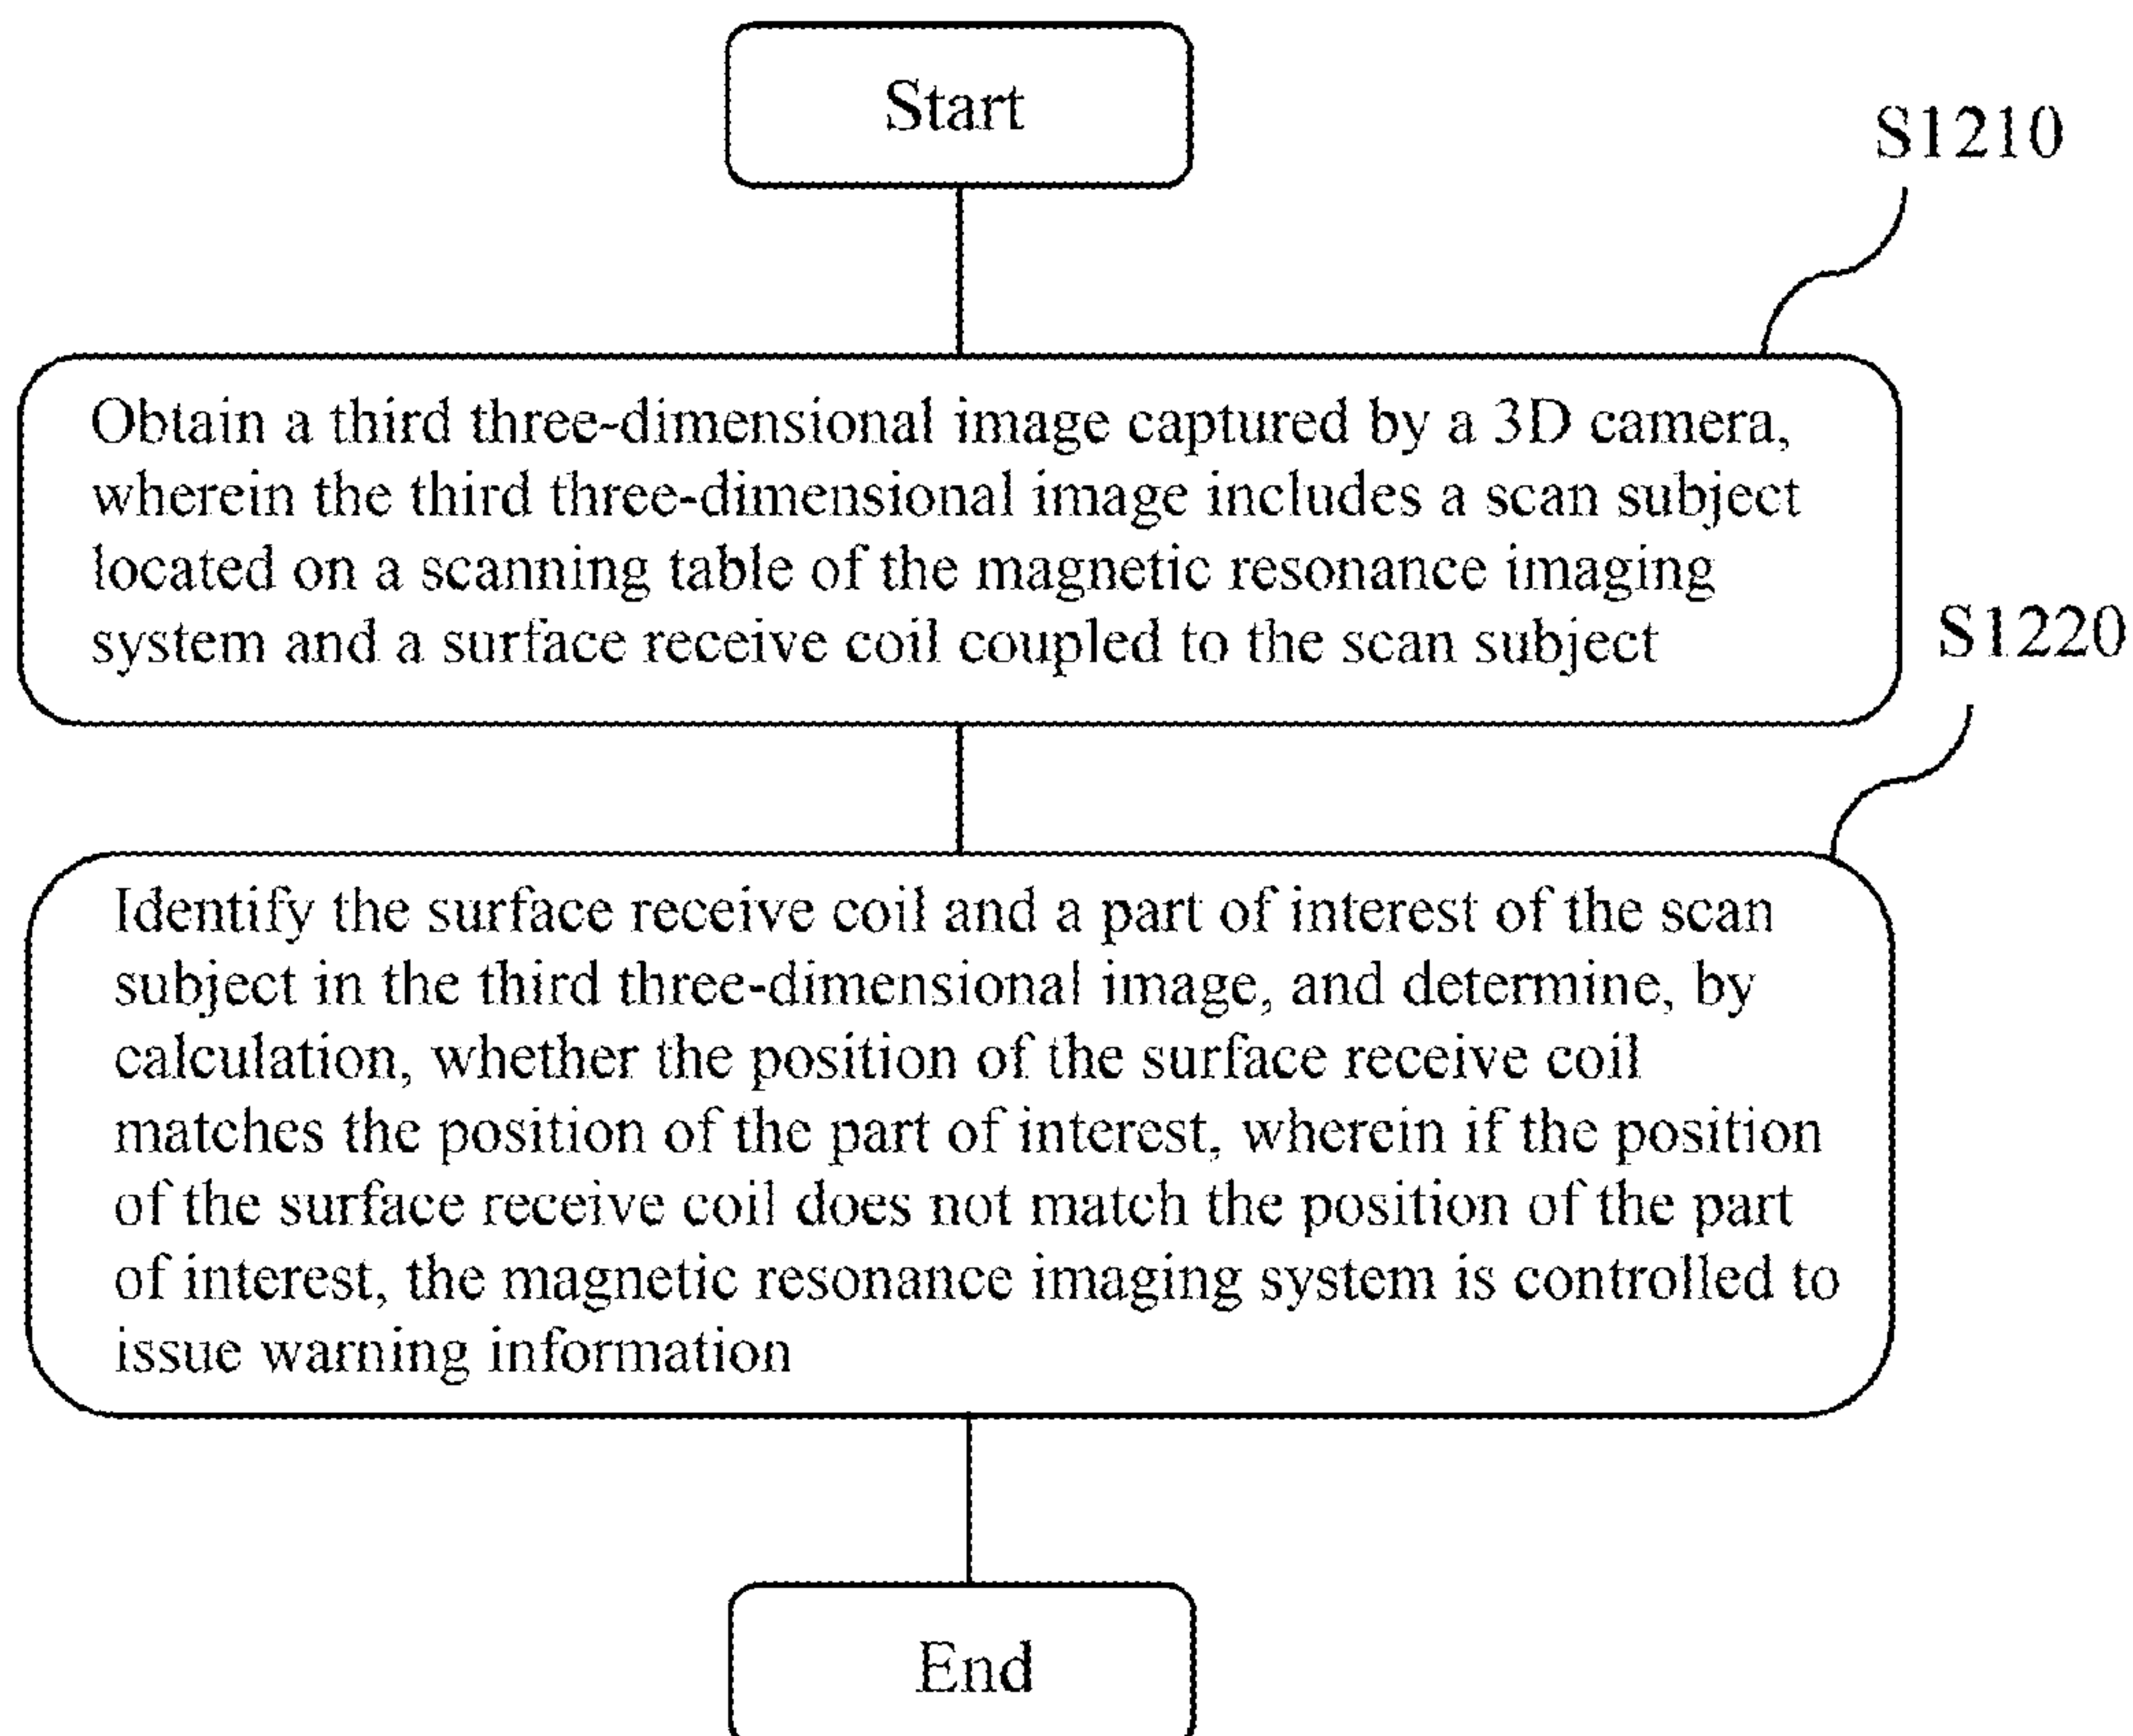 Start
S1210
Obtain a third three-dimensional image captured by a 3D camera,
wherein the third three-dimensional image includes a scan subject
located on a scanning table of the magnetic resonance imaging
system and a surface receive coil coupled to the scan subject
S1220
Identify the surface receive coil and a part of interest of the scan
subject in the third three-dimensional image, and determine, by
calculation, whether the position of the surface receive coil
matches the position of the part of interest, wherein if the position
of the surface receive coil does not match the position of the part
of interest, the magnetic resonance imaging system is controlled to
issue warning information
End